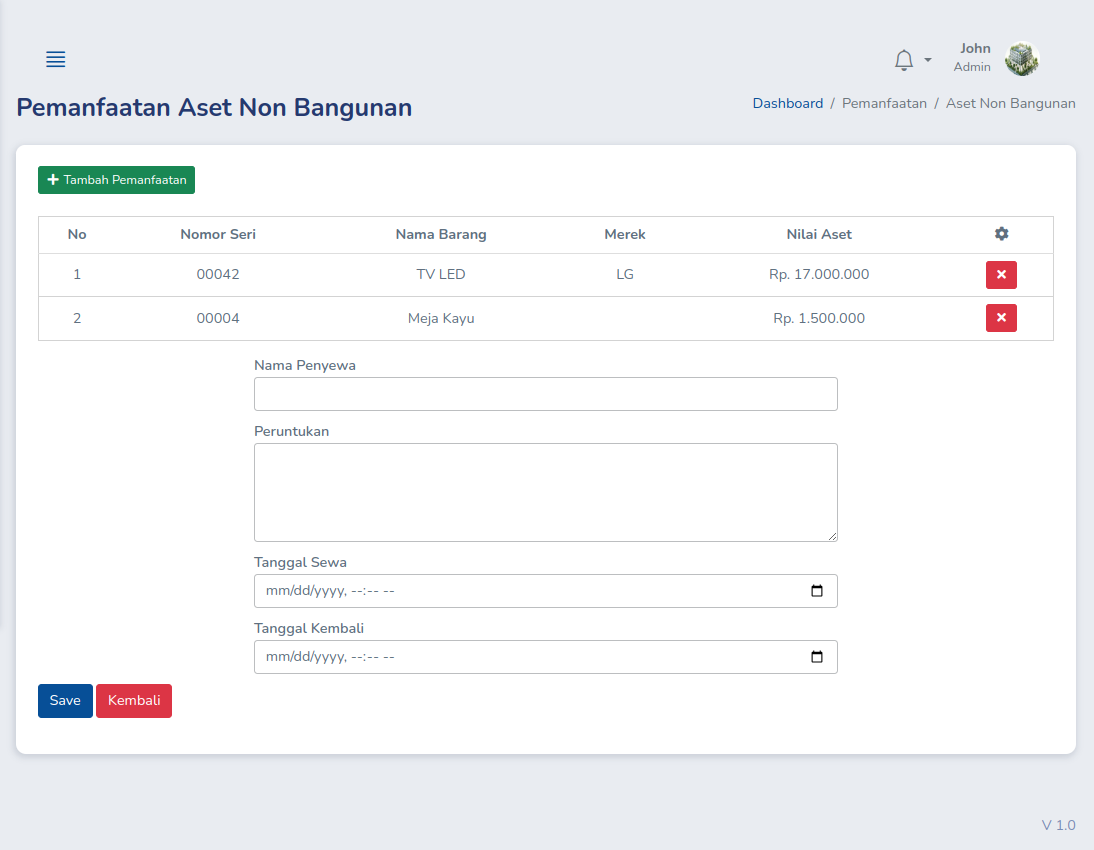 John
Admin
Pemanfaatan Aset Non Bangunan
Dashboard / Pemanfaatan / Aset Non Bangunan
Tambah Pemanfaatan
No Nomor Seri Nama Barang Merek Nilai Aset
1 00042 TV LED LG Rp. 17.000.000
2 00004 Meja Kayu Rp. 1.500.000
Nama Penyewa
Peruntukan
Tanggal Sewa
mm/dd/yyyy, --:-- --
Tanggal Kembali
mm/dd/yyyy, --:-- --
Save Kembali
V 1.0